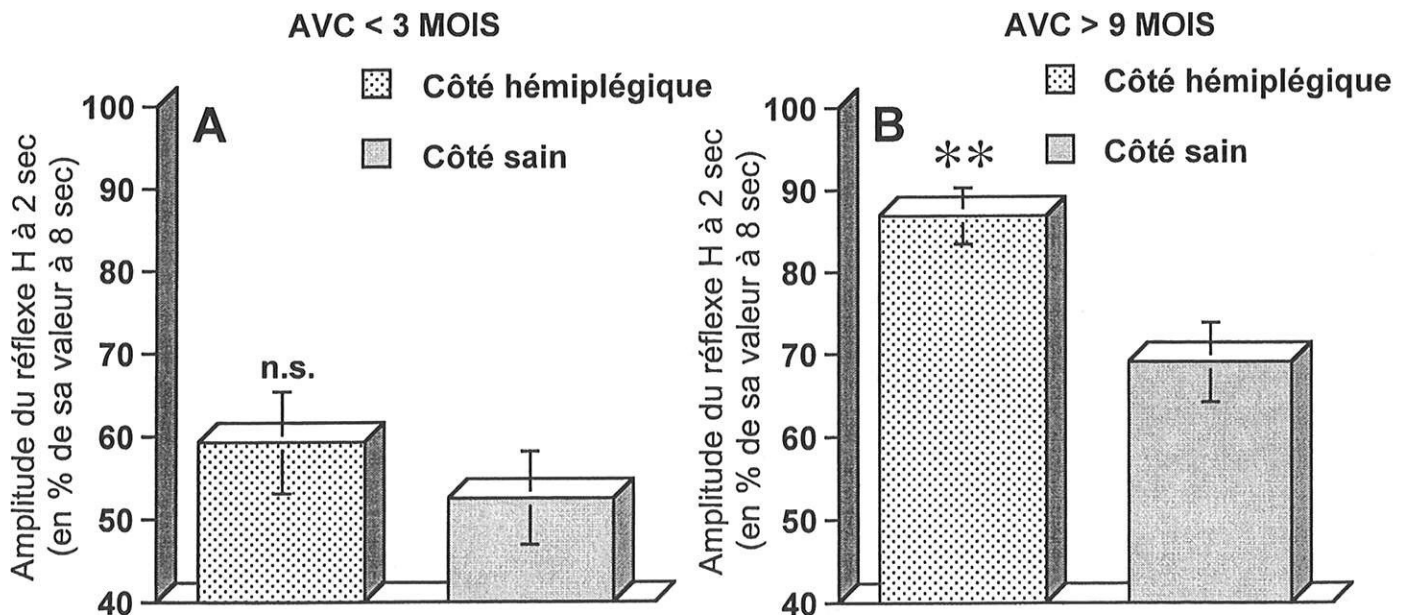 AVC < 3 MOIS
Côté hémiplégique
Côté sain
A
n.s.
Amplitude du réflexe H à 2 sec
(en % de sa valeur à 8 sec)
100
90
80
70
60
50
40
AVC > 9 MOIS
Côté hémiplégique
Côté sain
B
**
Amplitude du réflexe H à 2 sec
(en % de sa valeur à 8 sec)
100
90
80
70
60
50
40